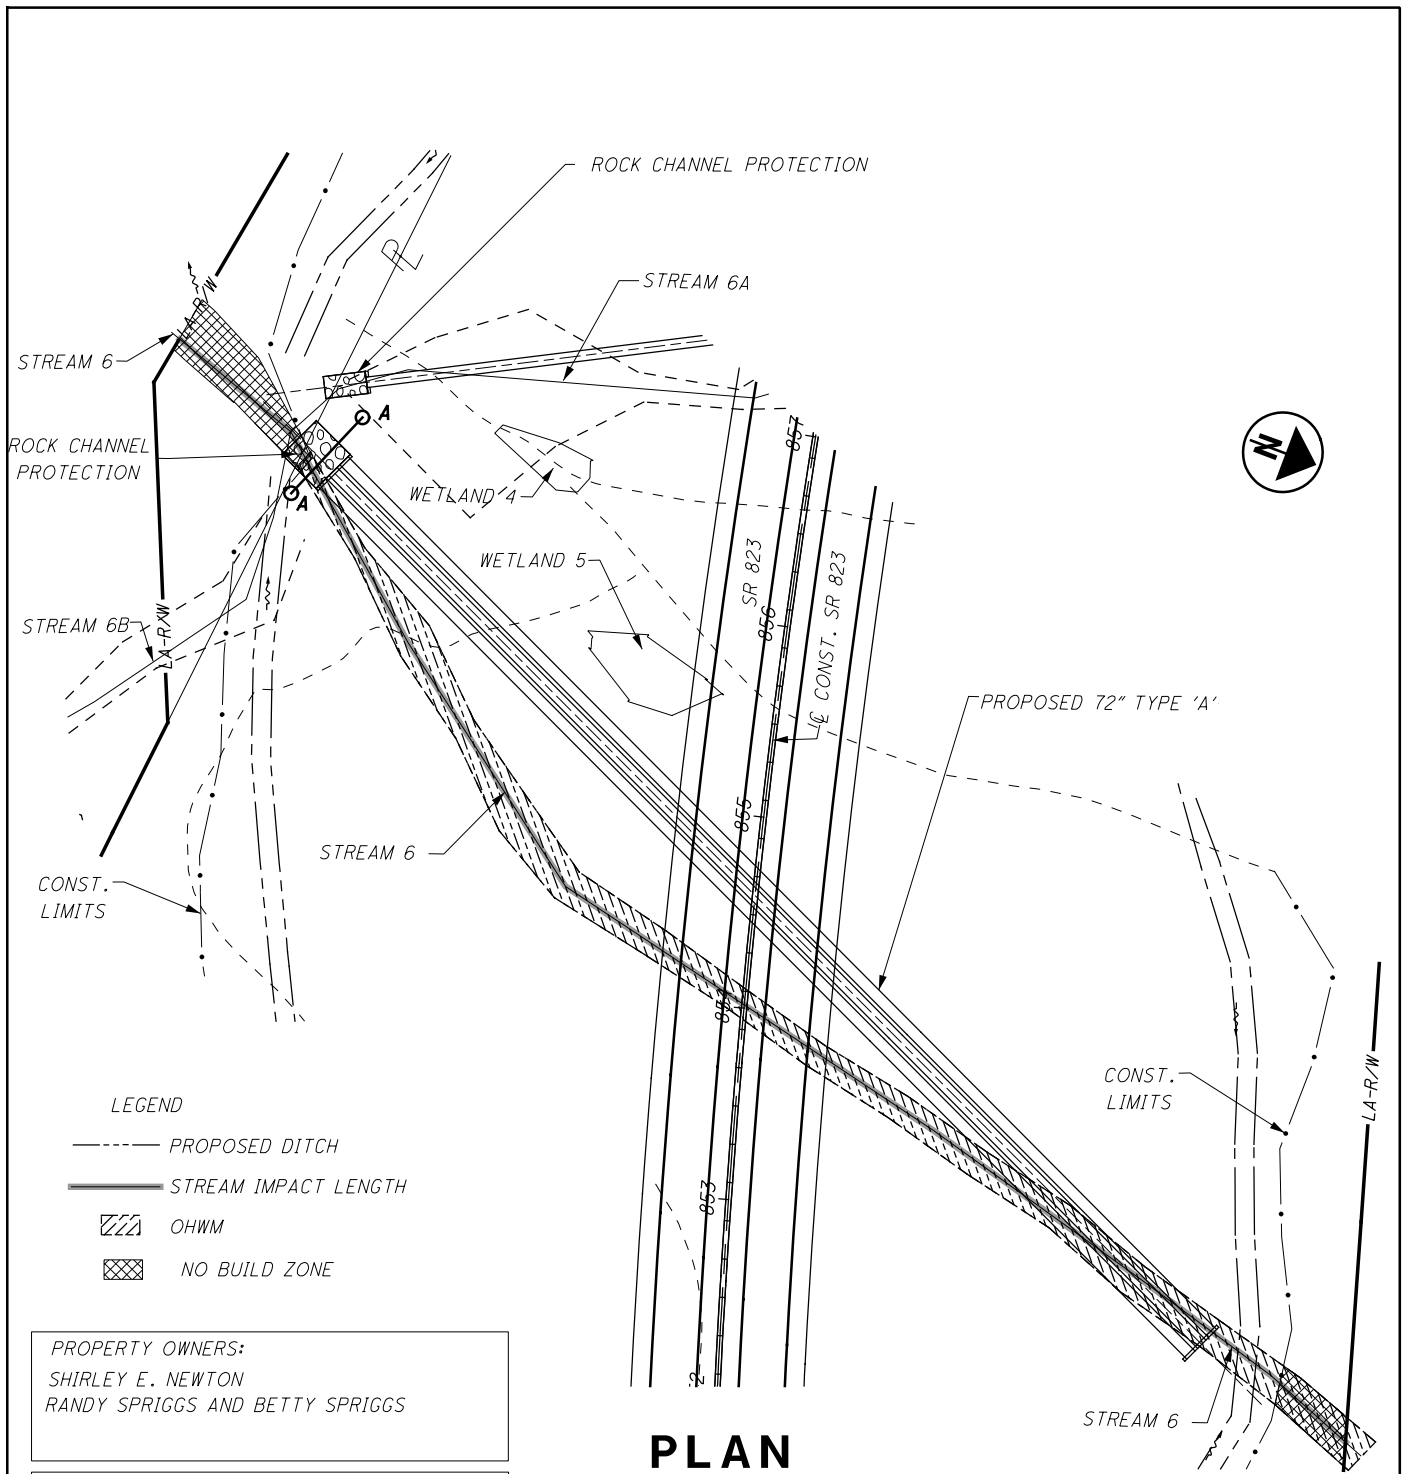 ROCK CHANNEL PROTECTION
STREAM 6A
STREAM 6
ROCK CHANNEL
PROTECTION
A
A
N
WETLAND 4
WETLAND 5
857
SR 823
856
℄ CONST. SR 823
STREAM 6B
LA-R/W
PROPOSED 72" TYPE 'A'
855
STREAM 6
CONST.
LIMITS
CONST.
LIMITS
LA-R/W
853
LEGEND
PROPOSED DITCH
STREAM IMPACT LENGTH
OHWM
NO BUILD ZONE
PROPERTY OWNERS:
SHIRLEY E. NEWTON
RANDY SPRIGGS AND BETTY SPRIGGS
STREAM 6
PLAN